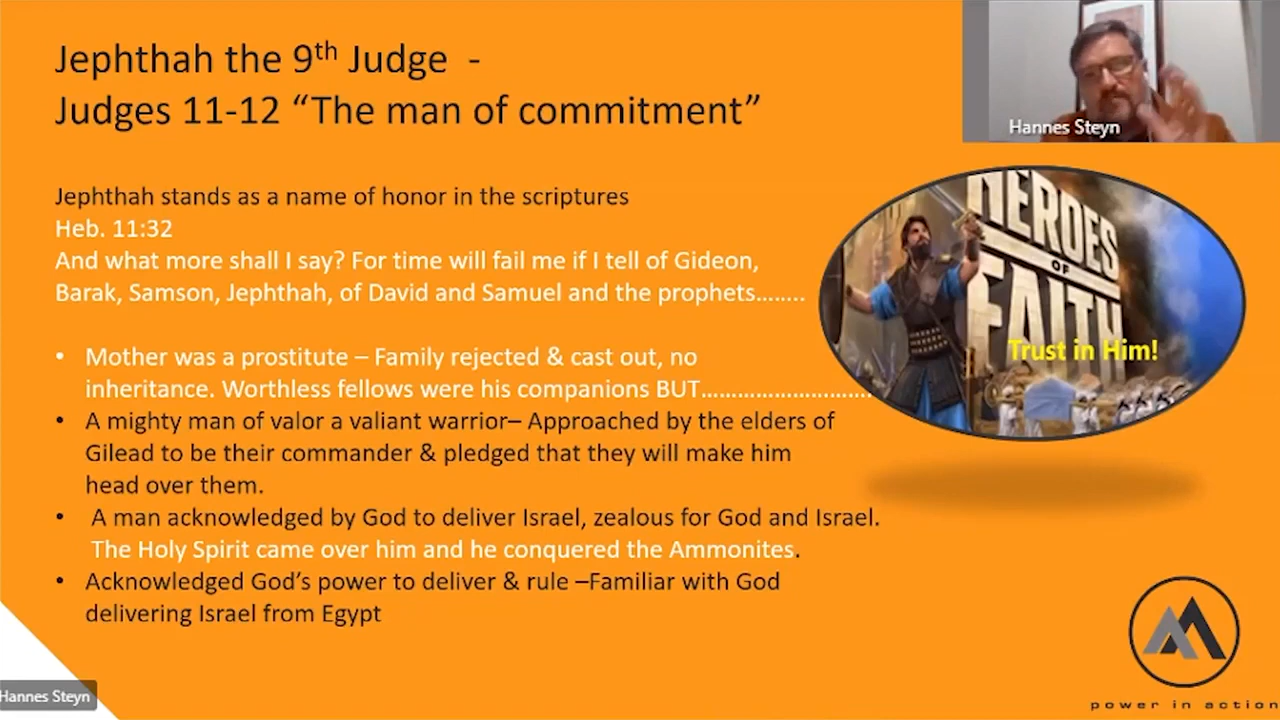 Jephthah the 9th Judge -
Judges 11-12 “The man of commitment”
Hannes Steyn
Jephthah stands as a name of honor in the scriptures
Heb. 11:32
And what more shall I say? For time will fail me if I tell of Gideon,
Barak, Samson, Jephthah, of David and Samuel and the prophets........
HEROES
OF
FAITH
Trust in Him!
• Mother was a prostitute – Family rejected & cast out, no
inheritance. Worthless fellows were his companions BUT..............................
• A mighty man of valor a valiant warrior– Approached by the elders of
Gilead to be their commander & pledged that they will make him
head over them.
• A man acknowledged by God to deliver Israel, zealous for God and Israel.
The Holy Spirit came over him and he conquered the Ammonites.
• Acknowledged God’s power to deliver & rule –Familiar with God
delivering Israel from Egypt
Hannes Steyn
power in action